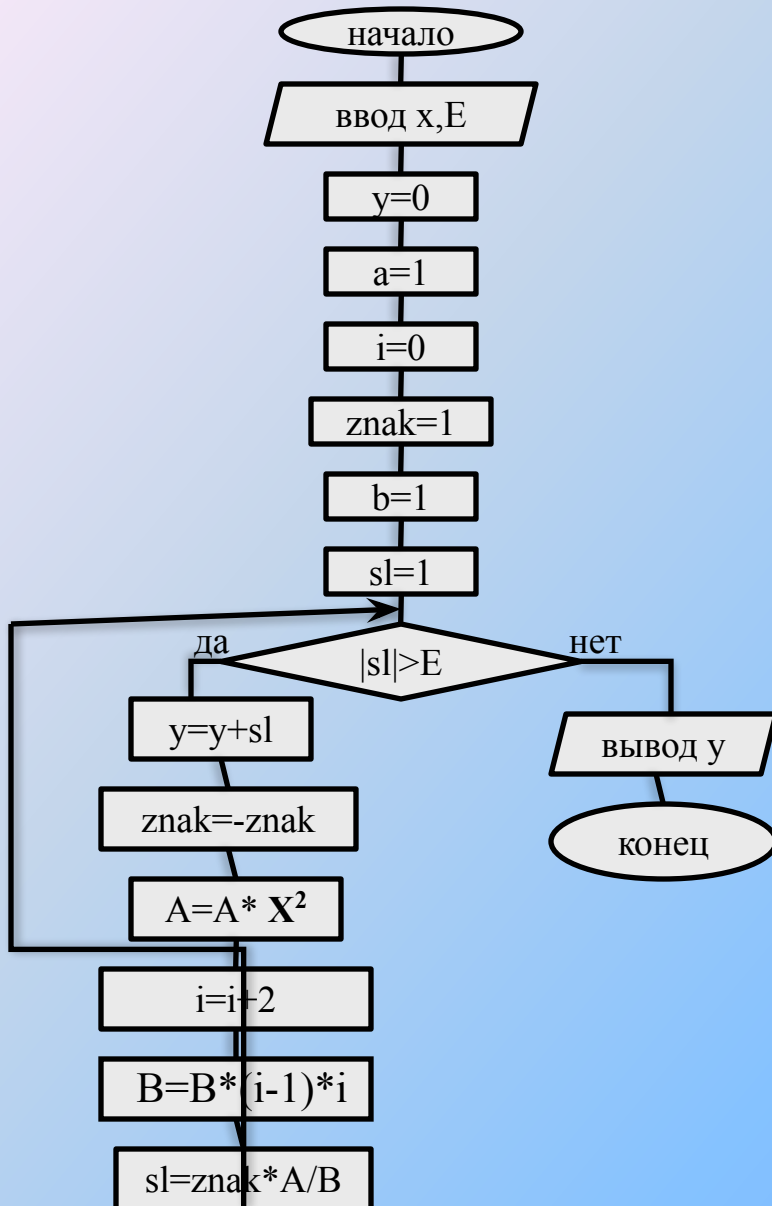 начало
ввод x,E
y=0
a=1
i=0
znak=1
b=1
sl=1
да
|sl|>E
нет
y=y+sl
вывод y
znak=-znak
конец
A=A* X²
i=i+2
B=B*(i-1)*i
sl=znak*A/B